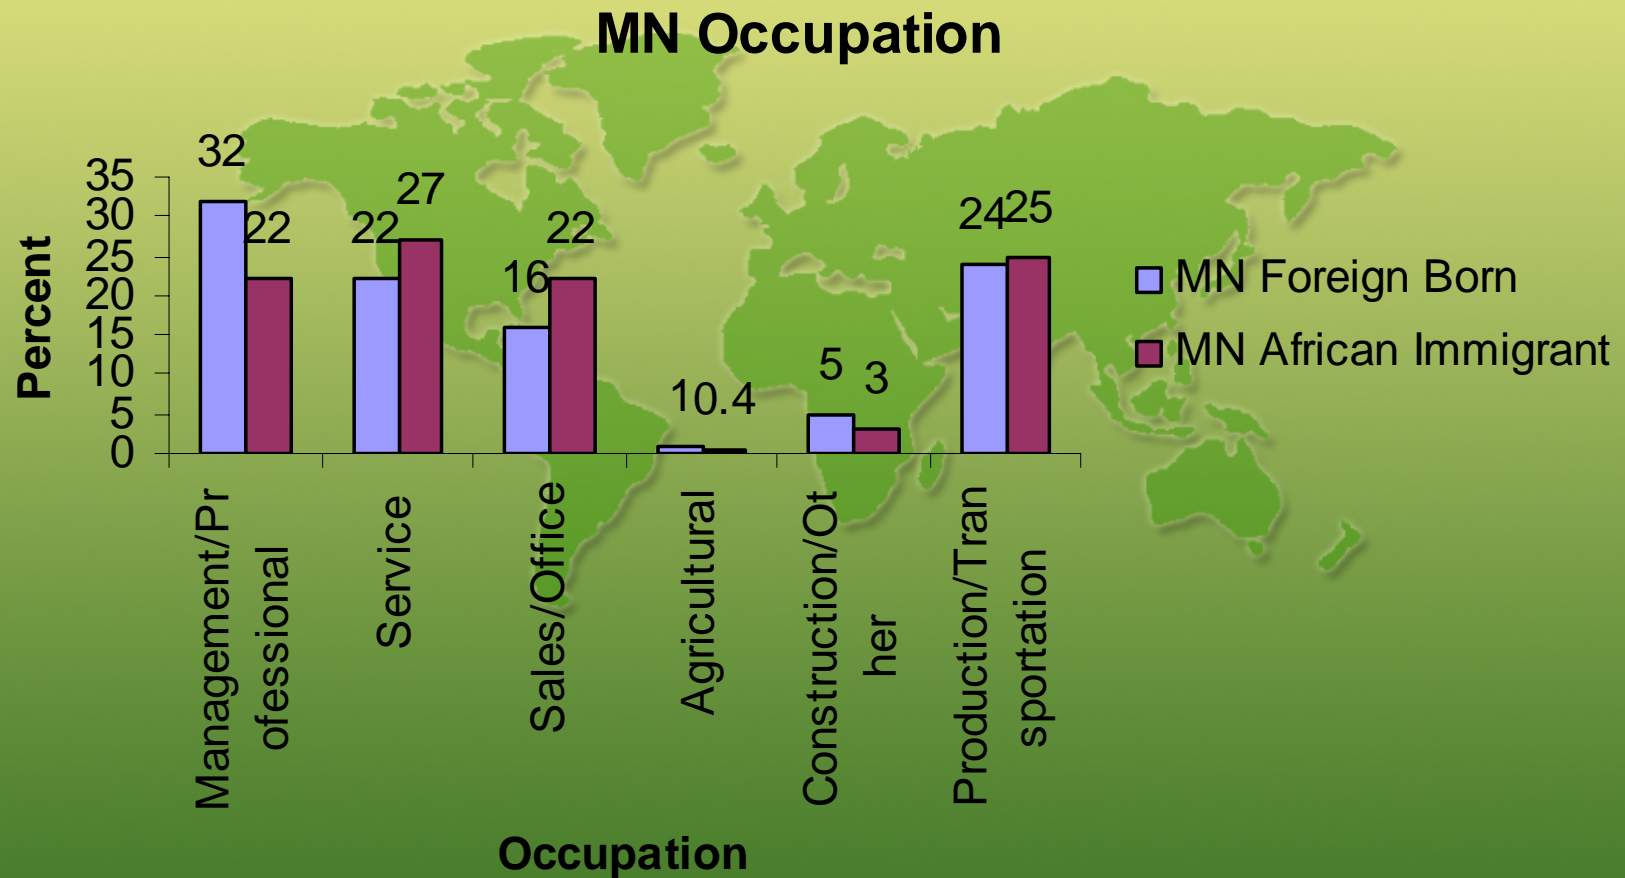 MN Occupation
Percent
35
30
25
20
15
10
5
0
32
22
22
27
16
22
1
0.4
5
3
24
25
Management/Pr
ofessional
Service
Sales/Office
Agricultural
Construction/Ot
her
Production/Tran
sportation
Occupation
MN Foreign Born
MN African Immigrant